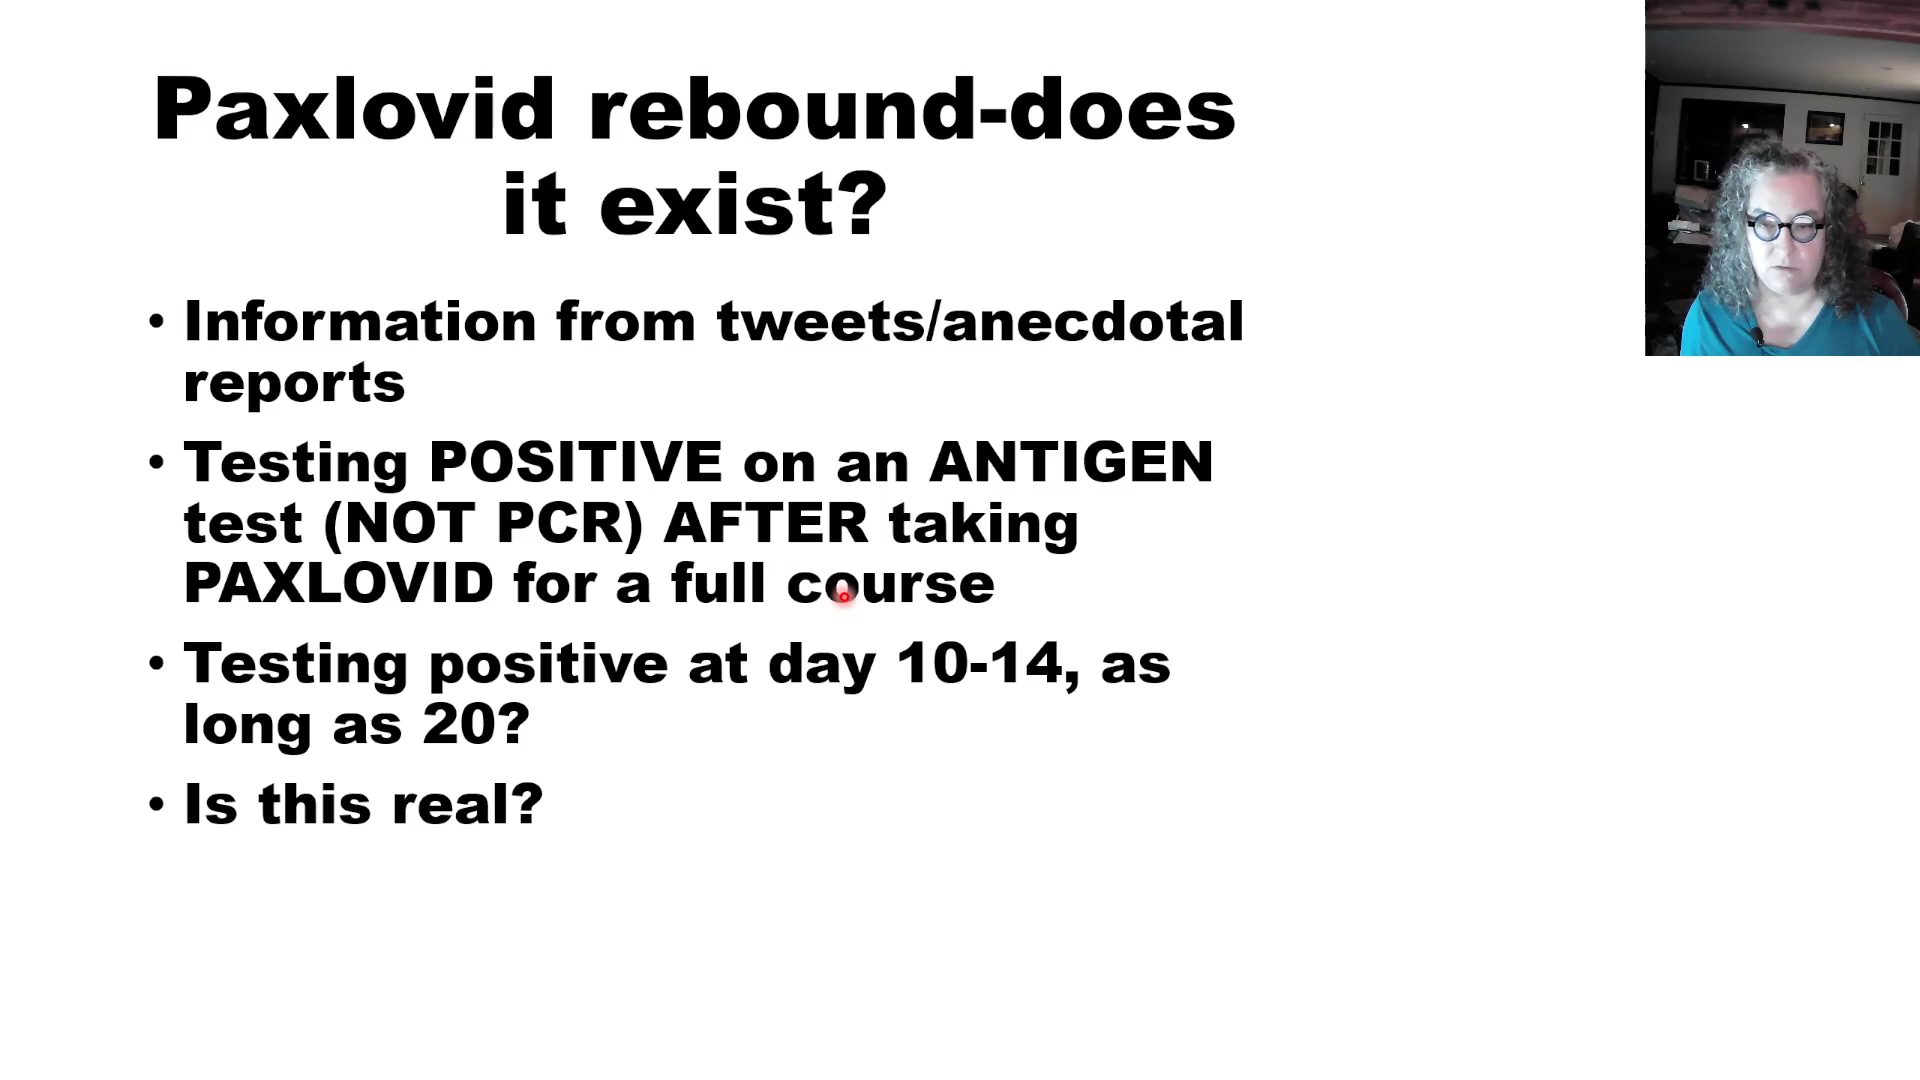 Paxlovid rebound-does
it exist?
• Information from tweets/anecdotal
reports
• Testing POSITIVE on an ANTIGEN
test (NOT PCR) AFTER taking
PAXLOVID for a full course
• Testing positive at day 10-14, as
long as 20?
• Is this real?